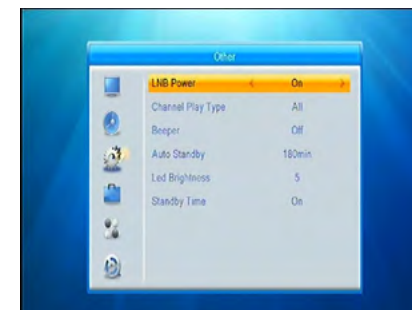 Other
LNB Power < On >
Channel Play Type All
Beeper Off
Auto Standby 180min
Led Brightness 5
Standby Time On